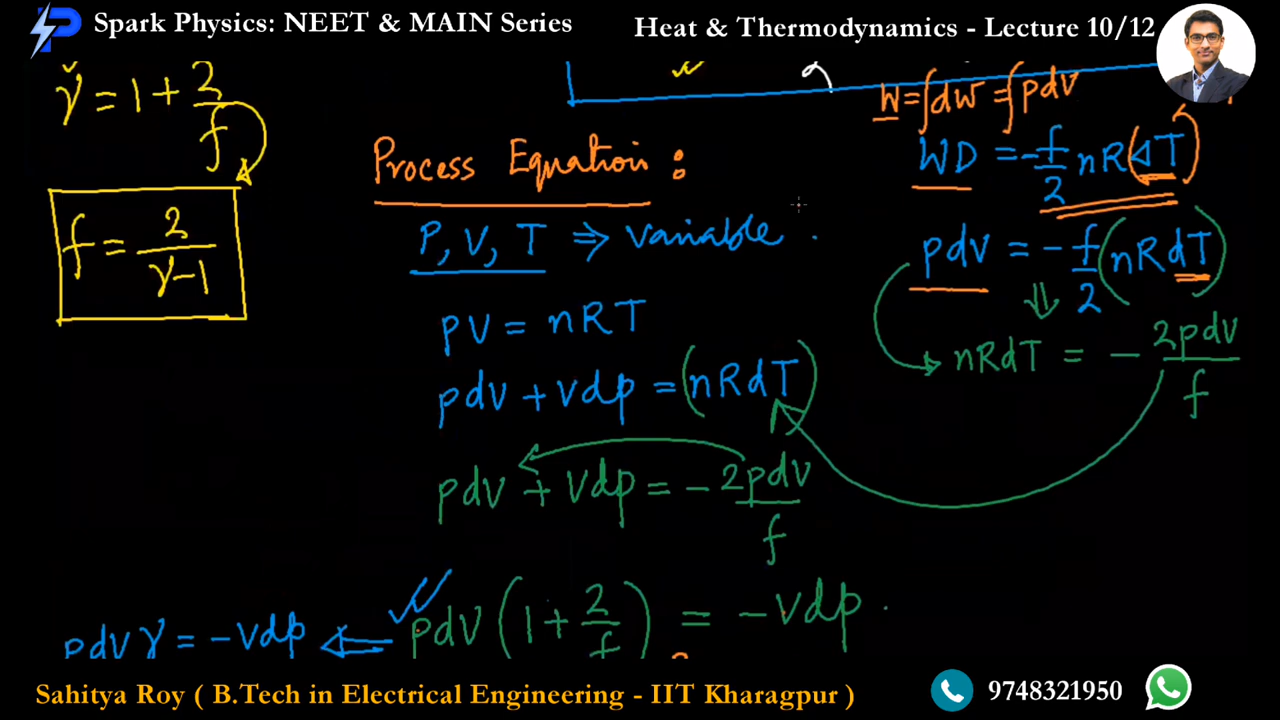 Spark Physics: NEET & MAIN Series
Heat & Thermodynamics - Lecture 10/12
γ = 1 + 2/f
f = 2/(γ-1)
Process Equation :
P, V, T ⇒ variable .
PV = nRT
pdv + vdp = (nRdT)
pdv + vdp = - 2pdv/f
pdv (1 + 2/f) = - vdp .
pdv γ = - vdp ⇐
W = ∫dw = ∫pdv
WD = - f/2 nR(ΔT)
pdv = - f/2 (nRdT)
⇓
nRdT = - 2pdv/f
Sahitya Roy ( B.Tech in Electrical Engineering - IIT Kharagpur )
9748321950